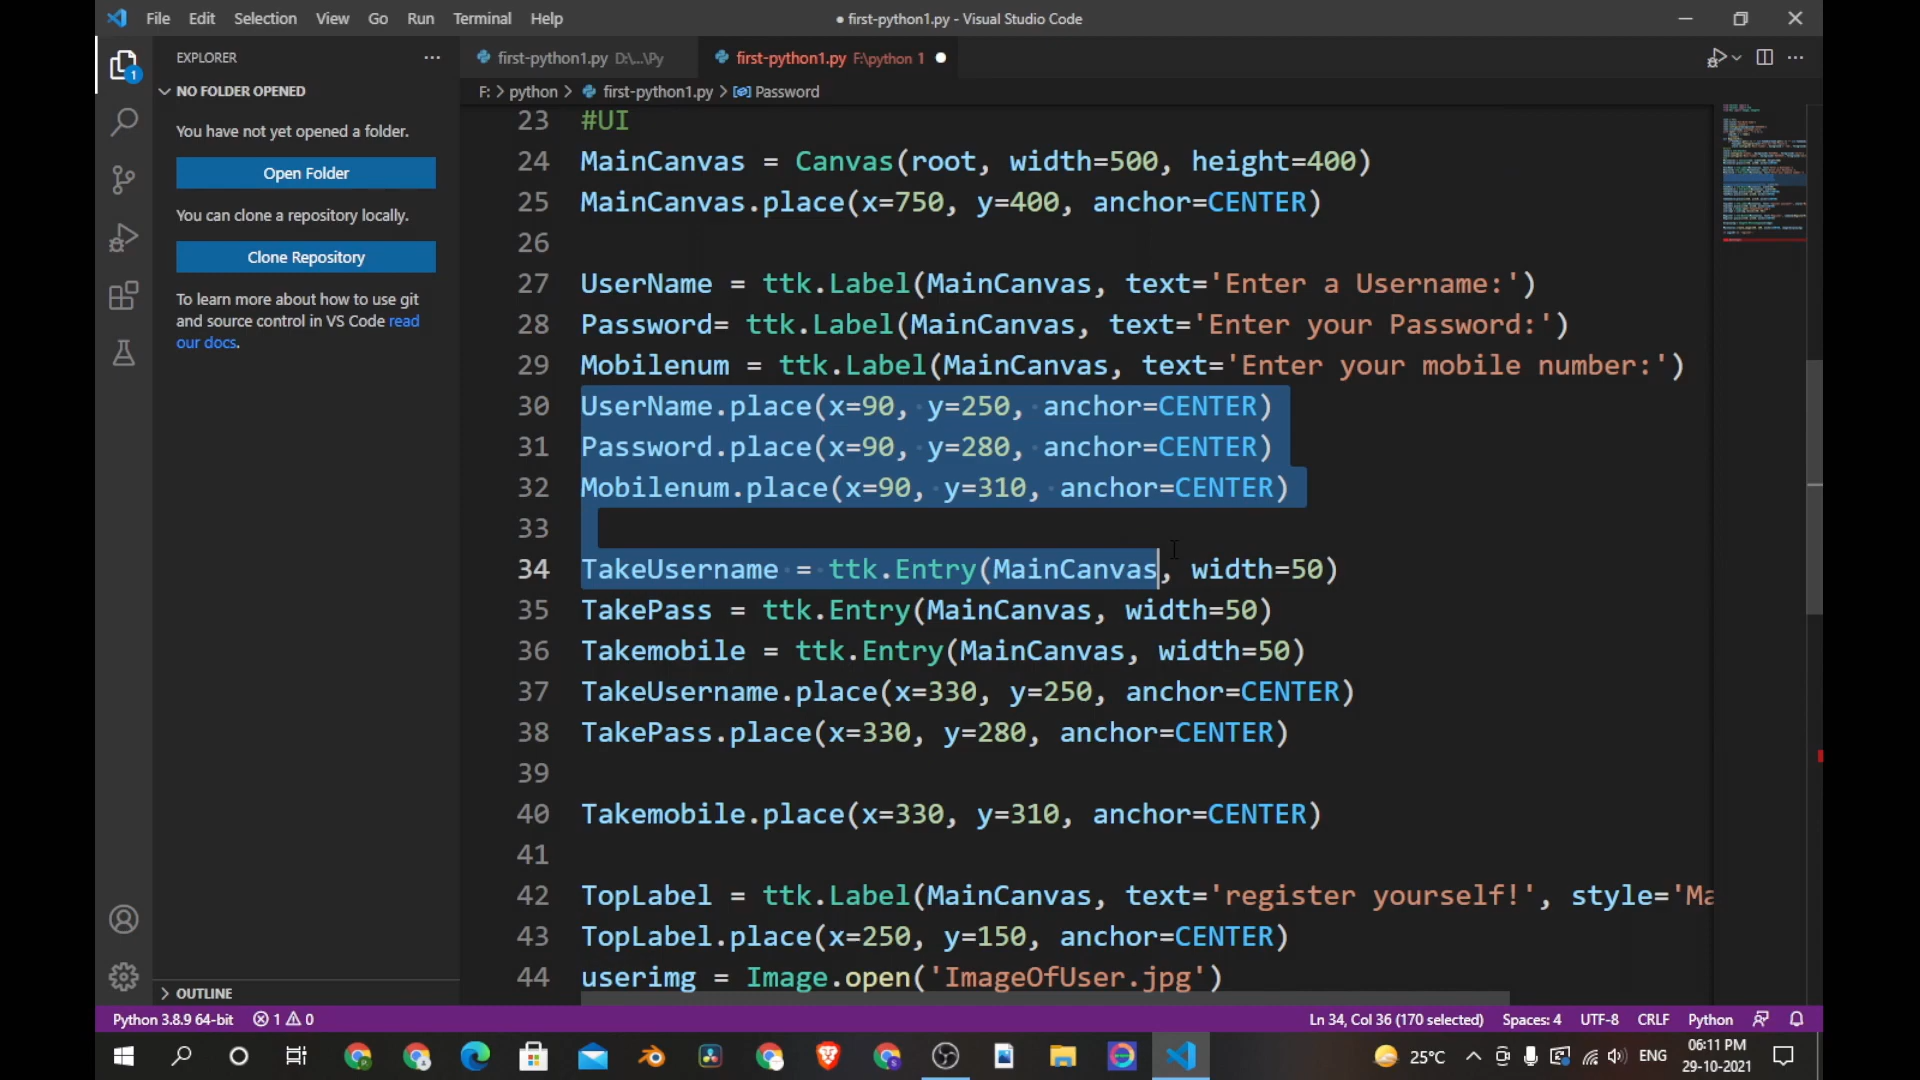 File Edit Selection View Go Run Terminal Help
● first-python1.py - Visual Studio Code
EXPLORER
first-python1.py D:\...\Py
first-python1.py F:\python 1
1
NO FOLDER OPENED
F: > python > first-python1.py > Password
You have not yet opened a folder.
Open Folder
You can clone a repository locally.
Clone Repository
To learn more about how to use git
and source control in VS Code read
our docs.
23 #UI
24 MainCanvas = Canvas(root, width=500, height=400)
25 MainCanvas.place(x=750, y=400, anchor=CENTER)
26
27 UserName = ttk.Label(MainCanvas, text='Enter a Username:')
28 Password= ttk.Label(MainCanvas, text='Enter your Password:')
29 Mobilenum = ttk.Label(MainCanvas, text='Enter your mobile number:')
30 UserName.place(x=90, y=250, anchor=CENTER)
31 Password.place(x=90, y=280, anchor=CENTER)
32 Mobilenum.place(x=90, y=310, anchor=CENTER)
33
34 TakeUsername = ttk.Entry(MainCanvas, width=50)
35 TakePass = ttk.Entry(MainCanvas, width=50)
36 Takemobile = ttk.Entry(MainCanvas, width=50)
37 TakeUsername.place(x=330, y=250, anchor=CENTER)
38 TakePass.place(x=330, y=280, anchor=CENTER)
39
40 Takemobile.place(x=330, y=310, anchor=CENTER)
41
42 TopLabel = ttk.Label(MainCanvas, text='register yourself!', style='Ma
43 TopLabel.place(x=250, y=150, anchor=CENTER)
44 userimg = Image.open('ImageOfUser.jpg')
OUTLINE
Python 3.8.9 64-bit 1 0
Ln 34, Col 36 (170 selected) Spaces: 4 UTF-8 CRLF Python
25°C ENG
06:11 PM
29-10-2021